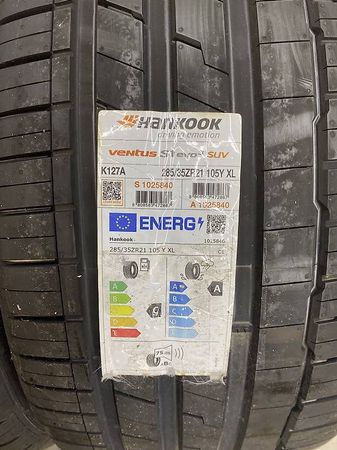 HANKOOK
driving emotion
VENTUS S1 evo3 SUV
K127A 285/35ZR21 105Y XL
S 1025840
A 1025840
ENERG
Hankook 1025840
285/35ZR21 105 Y XL C1
A A
B B
C C
D D
E E
C A
75 dB